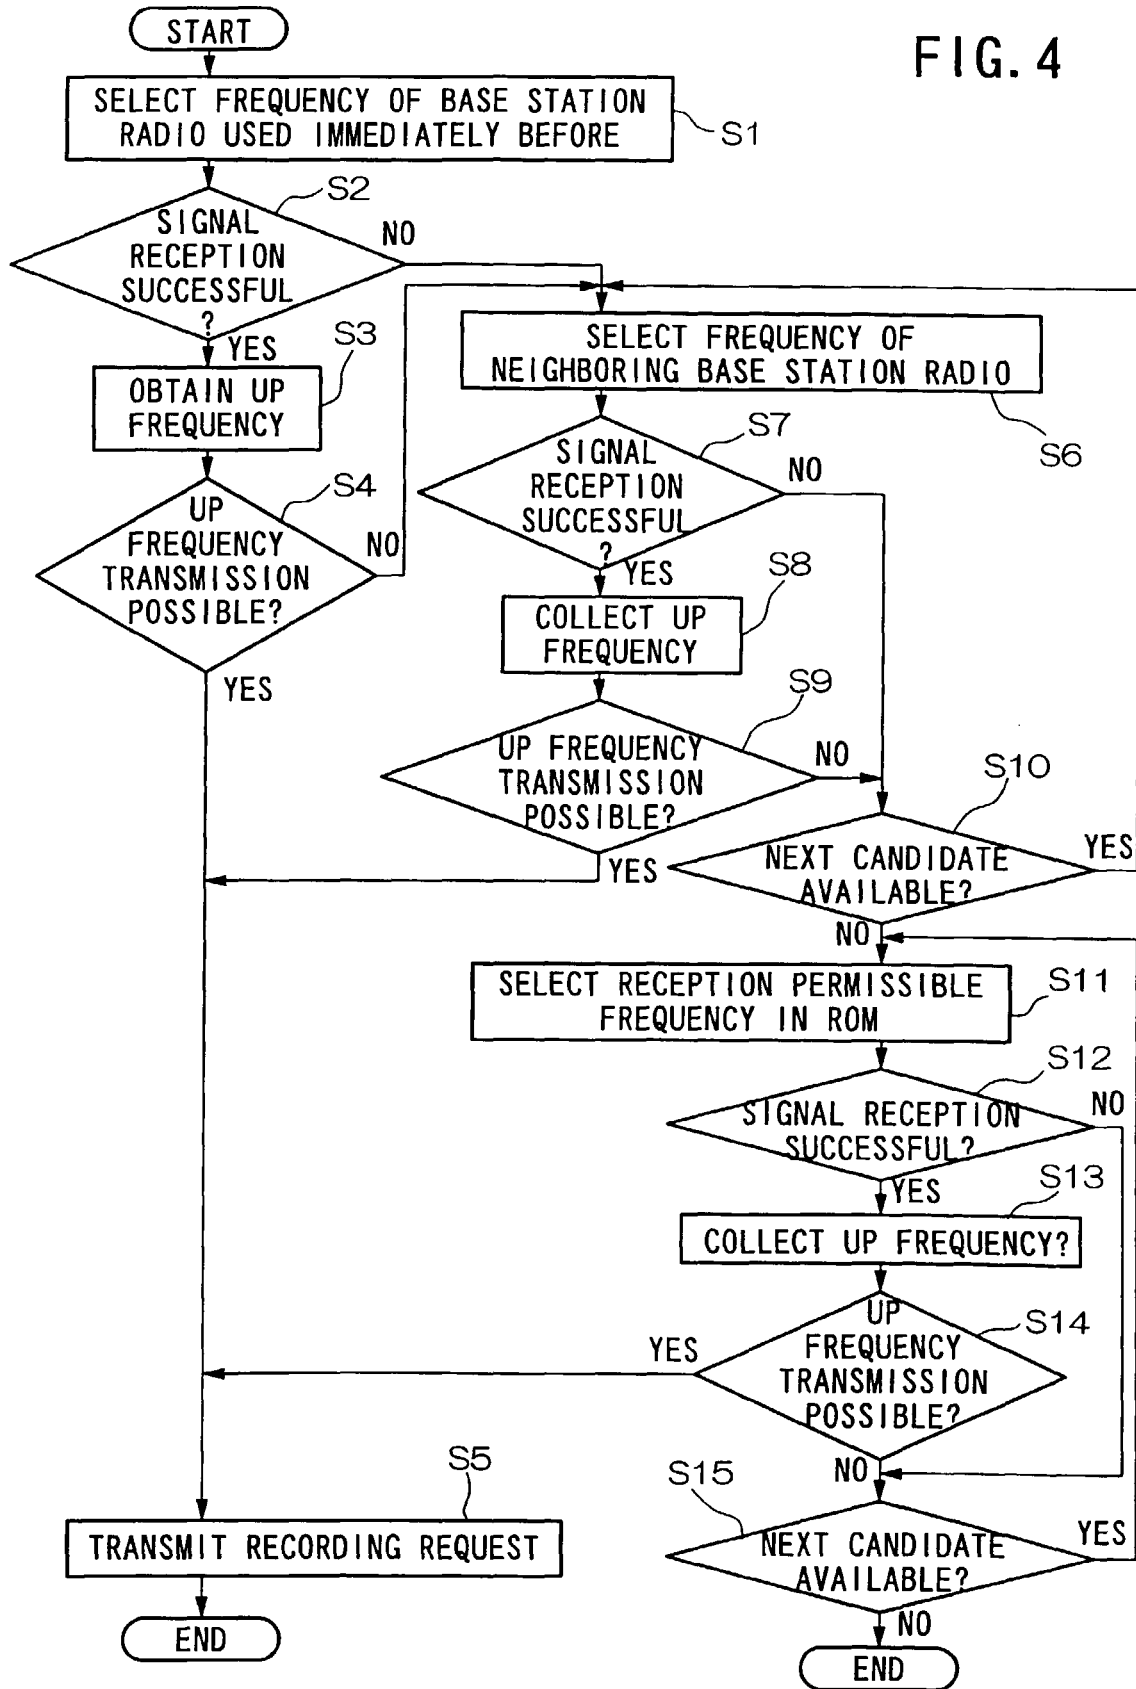 START
FIG. 4
SELECT FREQUENCY OF BASE STATION
RADIO USED IMMEDIATELY BEFORE
S1
S2
SIGNAL
RECEPTION
SUCCESSFUL
?
NO
YES
S3
OBTAIN UP
FREQUENCY
S4
UP
FREQUENCY
TRANSMISSION
POSSIBLE?
NO
YES
SELECT FREQUENCY OF
NEIGHBORING BASE STATION RADIO
S6
S7
SIGNAL
RECEPTION
SUCCESSFUL
?
NO
YES
S8
COLLECT UP
FREQUENCY
S9
UP FREQUENCY
TRANSMISSION
POSSIBLE?
NO
YES
S10
NEXT CANDIDATE
AVAILABLE?
YES
NO
SELECT RECEPTION PERMISSIBLE
FREQUENCY IN ROM
S11
S12
SIGNAL RECEPTION
SUCCESSFUL?
NO
YES
S13
COLLECT UP FREQUENCY?
S14
UP
FREQUENCY
TRANSMISSION
POSSIBLE?
YES
NO
S5
TRANSMIT RECORDING REQUEST
END
S15
NEXT CANDIDATE
AVAILABLE?
YES
NO
END